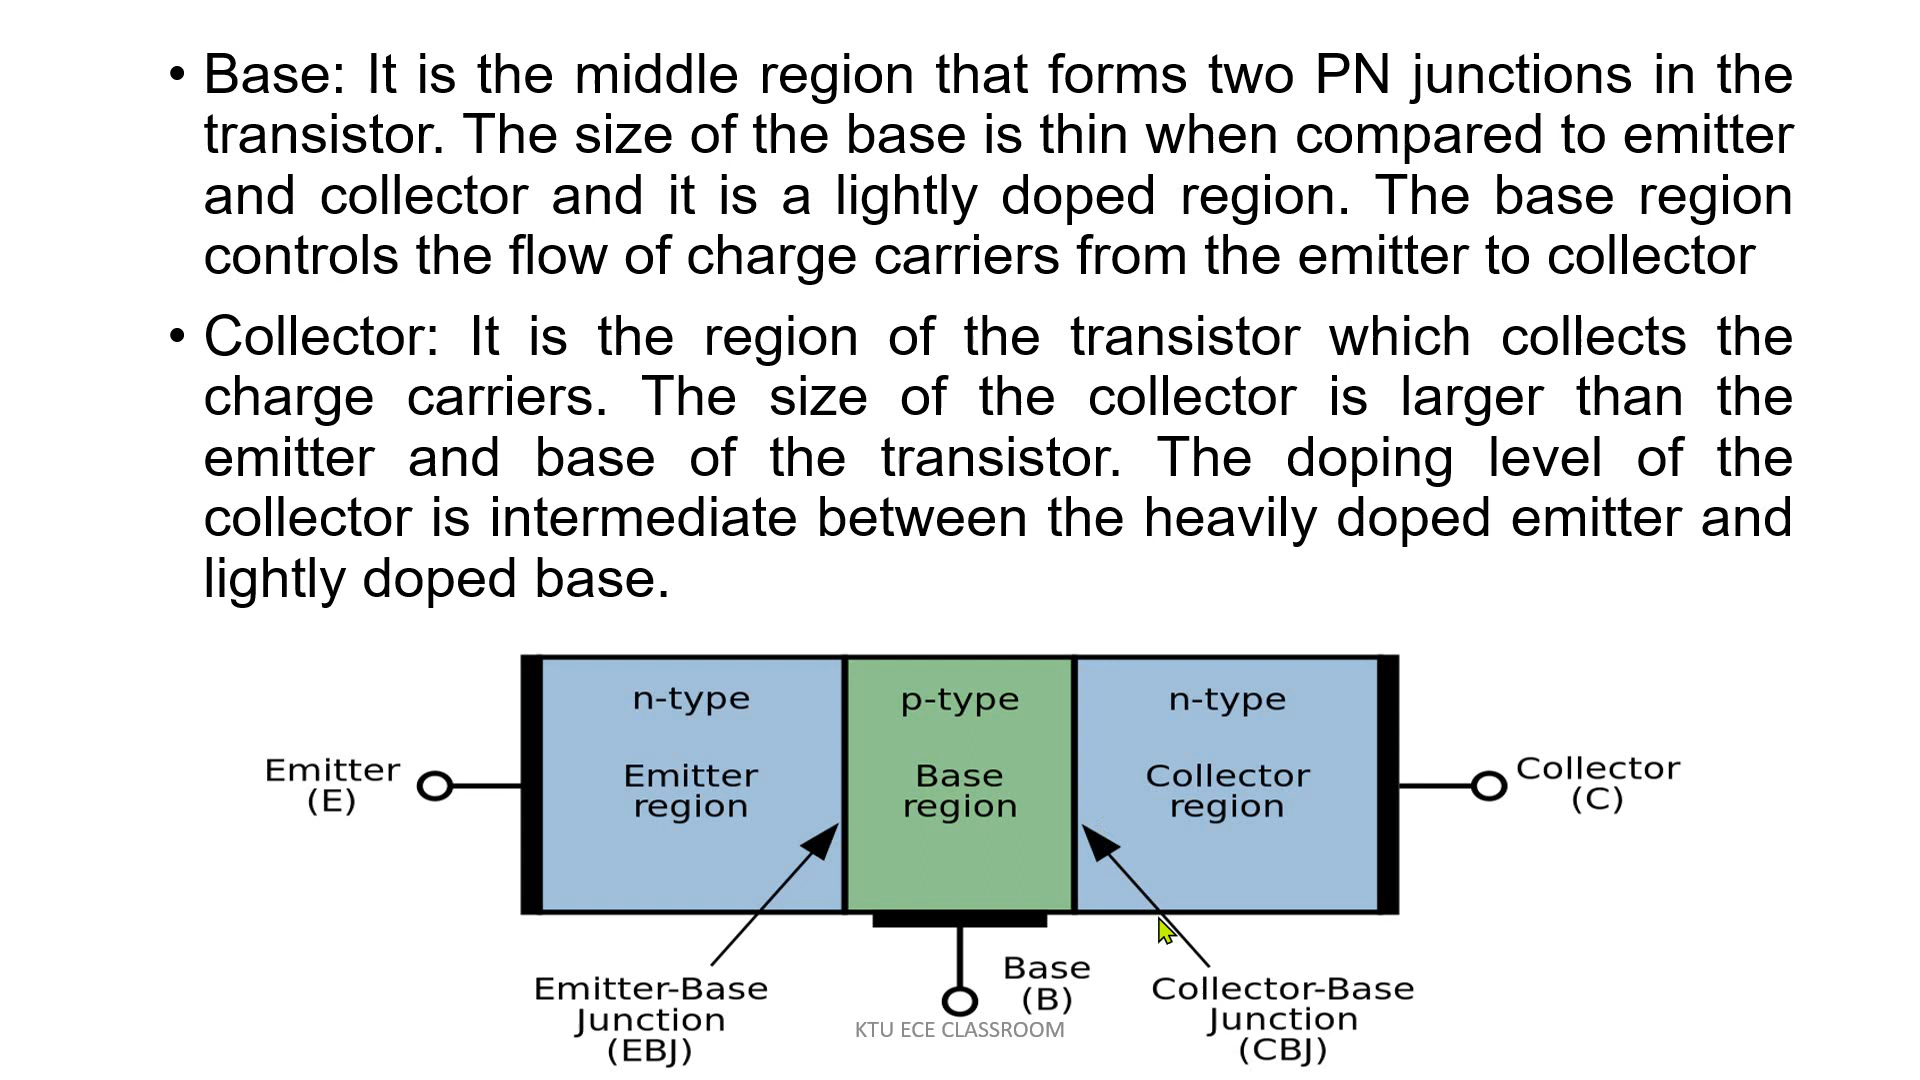 • Base: It is the middle region that forms two PN junctions in the
transistor. The size of the base is thin when compared to emitter
and collector and it is a lightly doped region. The base region
controls the flow of charge carriers from the emitter to collector
• Collector: It is the region of the transistor which collects the
charge carriers. The size of the collector is larger than the
emitter and base of the transistor. The doping level of the
collector is intermediate between the heavily doped emitter and
lightly doped base.
n-type
p-type
n-type
Emitter
(E)
Emitter
region
Base
region
Collector
region
Collector
(C)
Emitter-Base
Junction
(EBJ)
Base
(B)
Collector-Base
Junction
(CBJ)
KTU ECE CLASSROOM